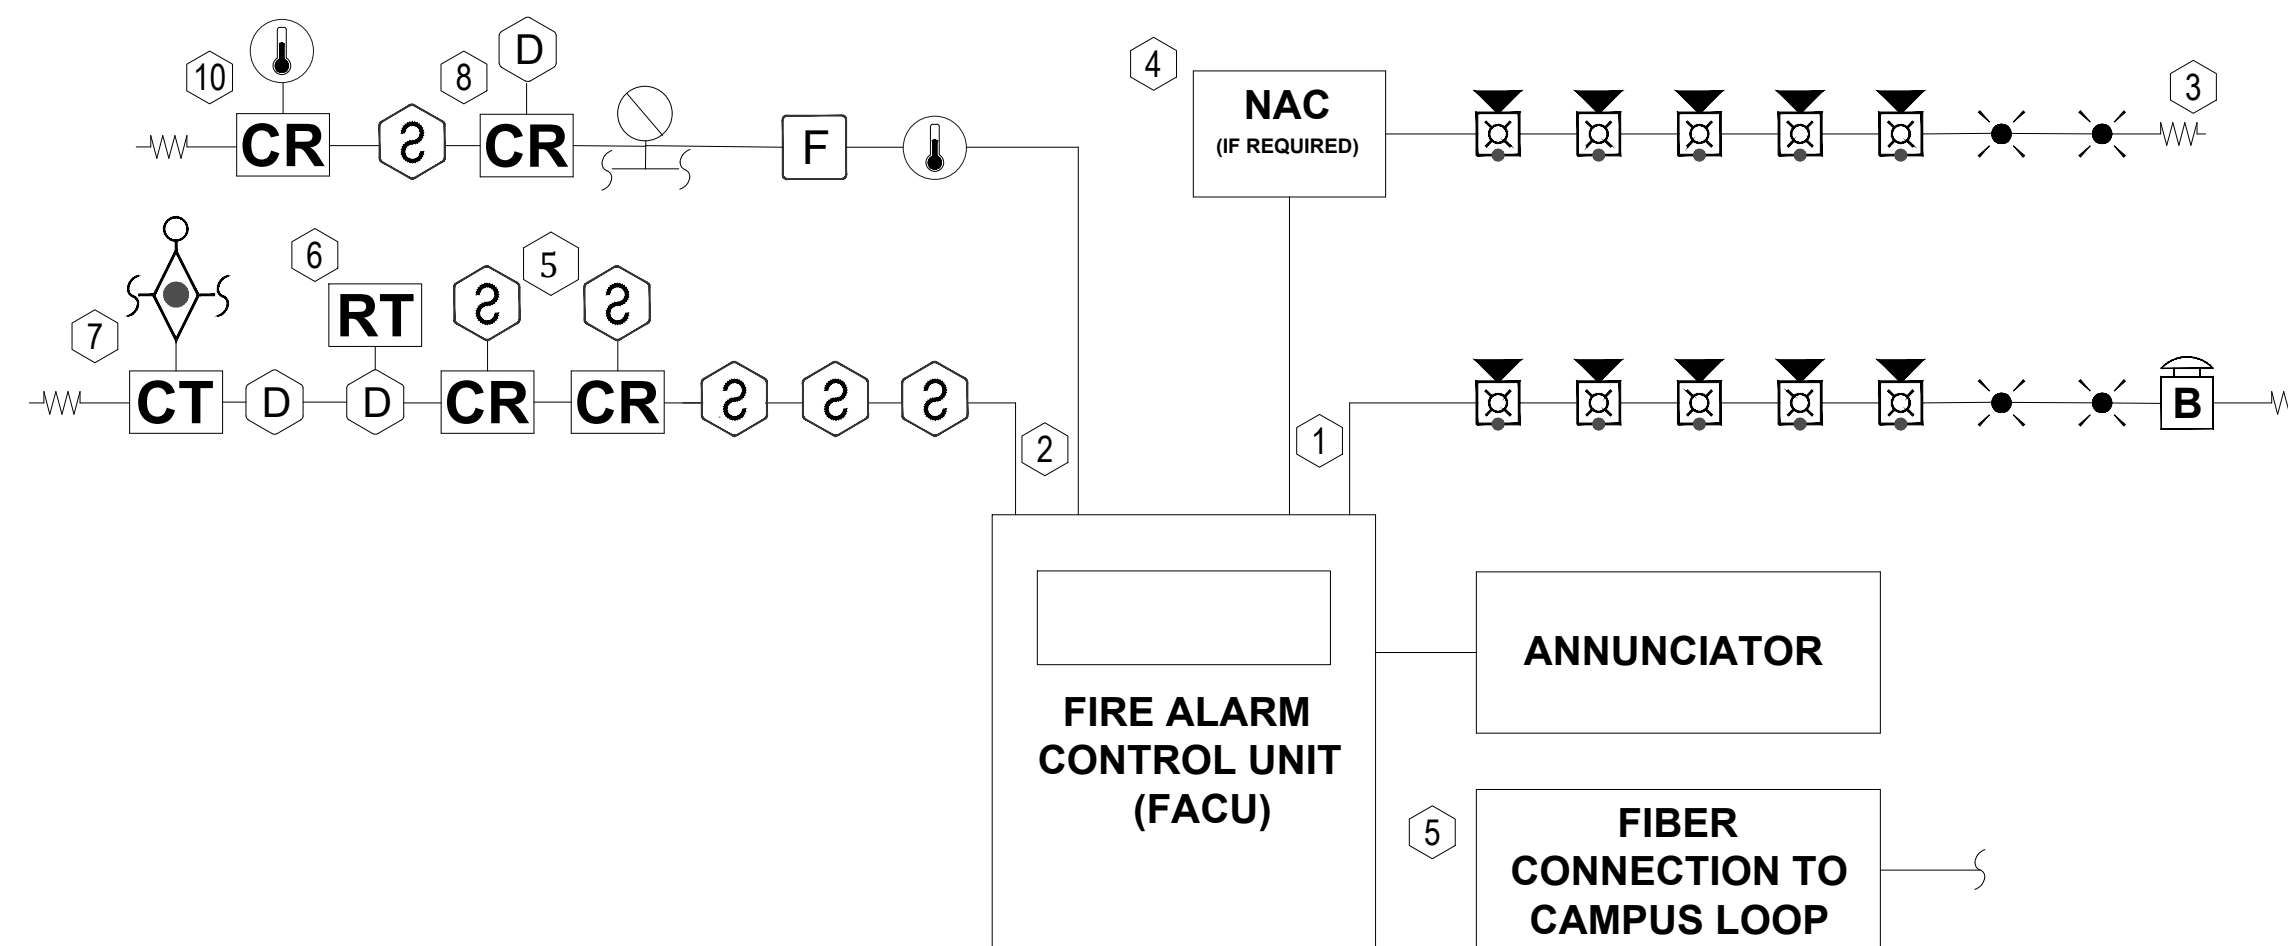 10
8
D
4
3
CR
CR
F
NAC
(IF REQUIRED)
6
5
7
RT
CT
D
D
CR
CR
2
1
B
ANNUNCIATOR
FIRE ALARM
CONTROL UNIT
(FACU)
5
FIBER
CONNECTION TO
CAMPUS LOOP